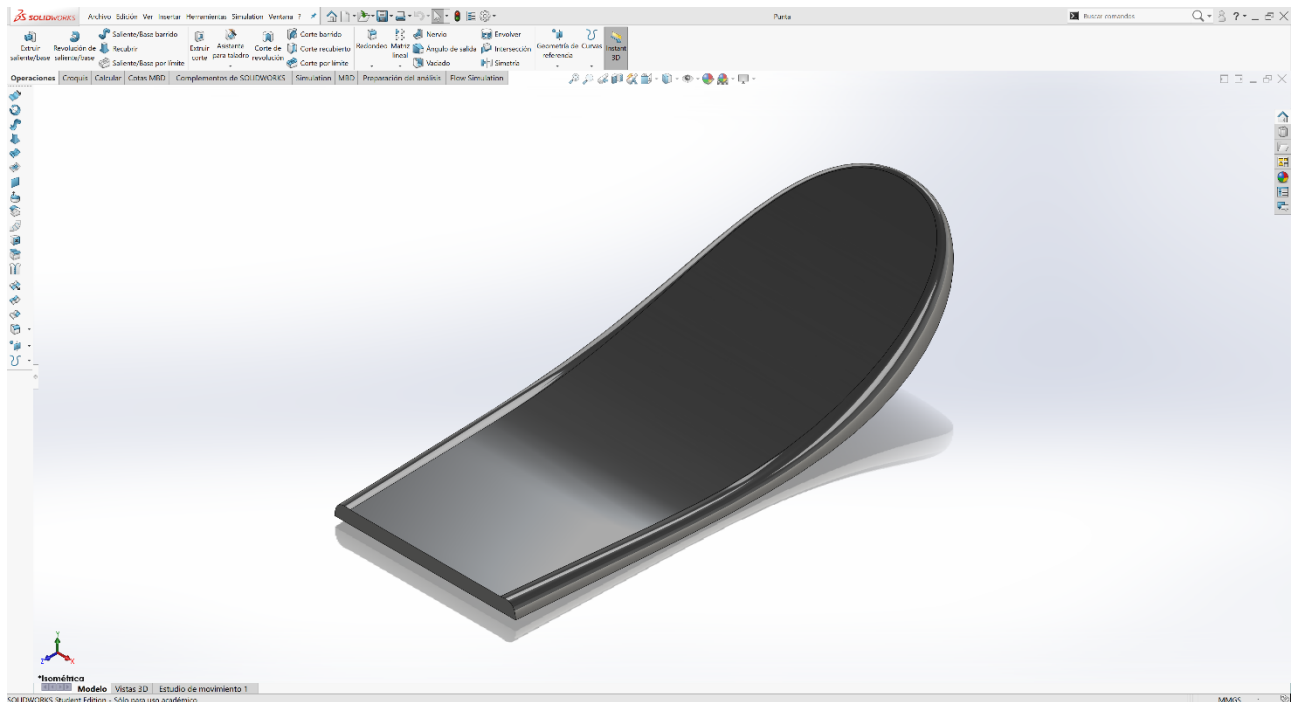 SOLIDWORKS Archivo Edición Ver Insertar Herramientas Simulation Ventana ? Punta Buscar comandos
Extruir saliente/base
Revolución de saliente/base
Saliente/Base barrido
Recubrir
Saliente/Base por límite
Extruir corte
Asistente para taladro
Corte de revolución
Corte barrido
Corte recubierto
Corte por límite
Redondeo
Matriz lineal
Nervio
Ángulo de salida
Vaciado
Envolver
Intersección
Simetría
Geometría de referencia
Curvas
Instant 3D
Operaciones Croquis Calcular Cotas MBD Complementos de SOLIDWORKS Simulation MBD Preparación del análisis Flow Simulation
Y
Z
X
*Isométrica
Modelo Vistas 3D Estudio de movimiento 1
SOLIDWORKS Student Edition - Sólo para uso académico MMGS